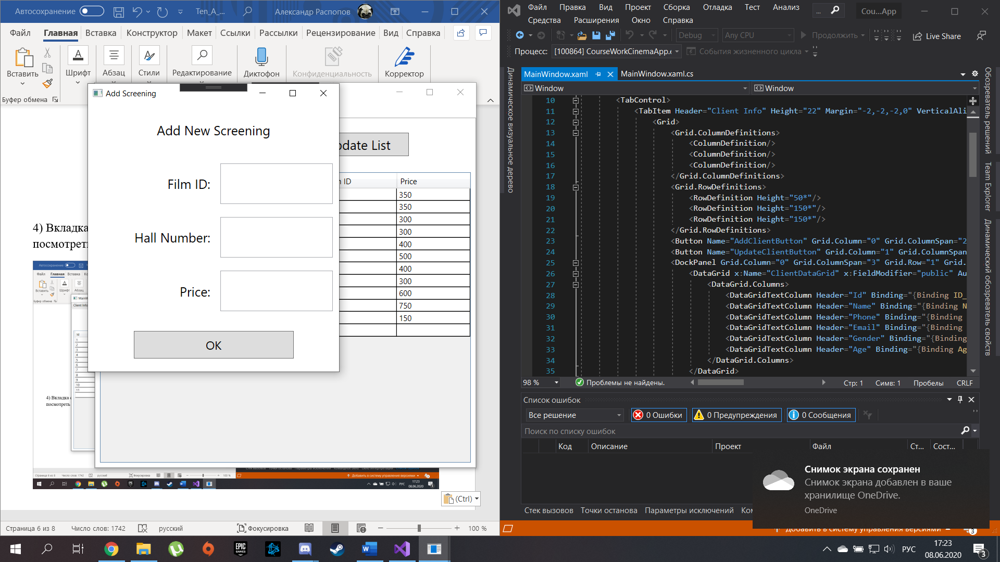 Автосохранение
Ten_A_...
Александр Распопов
Файл Главная Вставка Конструктор Макет Ссылки Рассылки Рецензирование Вид Справка
Вставить
Шрифт
Абзац
Стили
Редактирование
Диктофон
Конфиденциальность
Корректор
Буфер обмена
Add Screening
Add New Screening
Film ID:
Hall Number:
Price:
OK
pdate List
ID
Price
350
350
300
300
400
500
400
300
600
750
150
4) Вкладка
посмотреть
4) Вкладка
посмотреть
(Ctrl)
Страница 6 из 8 Число слов: 1742 русский Фокусировка 100 %
Файл Правка Вид Проект Сборка Отладка Тест Анализ
Средства Расширения Окно Справка
...
Cou...App
Debug Any CPU Продолжить Live Share
Процесс: [100864] CourseWorkCinemaApp.e События жизненного цикла
Динамическое визуальное дерево
MainWindow.xaml MainWindow.xaml.cs
Window Window
10 <TabControl>
11 <TabItem Header="Client Info" Height="22" Margin="-2,-2,-2,0" VerticalAli
12 <Grid>
13 <Grid.ColumnDefinitions>
14 <ColumnDefinition/>
15 <ColumnDefinition/>
16 <ColumnDefinition/>
17 </Grid.ColumnDefinitions>
18 <Grid.RowDefinitions>
19 <RowDefinition Height="50*"/>
20 <RowDefinition Height="150*"/>
21 <RowDefinition Height="150*"/>
22 </Grid.RowDefinitions>
23 <Button Name="AddClientButton" Grid.Column="0" Grid.ColumnSpan="2
24 <Button Name="UpdateClientButton" Grid.Column="1" Grid.ColumnSpan
25 <DockPanel Grid.Column="0" Grid.ColumnSpan="3" Grid.Row="1" Grid.
26 <DataGrid x:Name="ClientDataGrid" x:FieldModifier="public" Au
27 <DataGrid.Columns>
28 <DataGridTextColumn Header="Id" Binding="{Binding ID_
29 <DataGridTextColumn Header="Name" Binding="{Binding N
30 <DataGridTextColumn Header="Phone" Binding="{Binding
31 <DataGridTextColumn Header="Email" Binding="{Binding
32 <DataGridTextColumn Header="Gender" Binding="{Binding
33 <DataGridTextColumn Header="Age" Binding="{Binding Ag
34 </DataGrid.Columns>
35 </DataGrid>
Обозреватель решений
Team Explorer
Динамический обозреватель свойств
98 % Проблемы не найдены. Стр: 1 Симв: 1 Пробелы CRLF
Список ошибок
Все решение 0 Ошибки 0 Предупреждения 0 Сообщения
Поиск по списку ошибок
Код Описание Проект Файл Ст... Сост...
Снимок экрана сохранен
Снимок экрана добавлен в ваше
хранилище OneDrive.
OneDrive
Стек вызовов Точки останова Параметры исключений Ком
Добавить в систему управления версиями
3
EPIC GAMES
РУС
17:23
08.06.2020
3